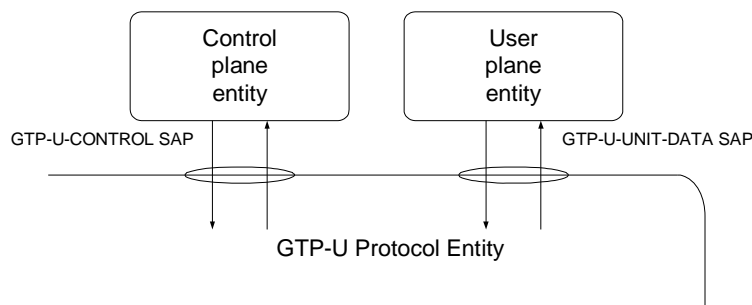 Control
plane
entity
User
plane
entity
GTP-U-CONTROL SAP
GTP-U-UNIT-DATA SAP
GTP-U Protocol Entity